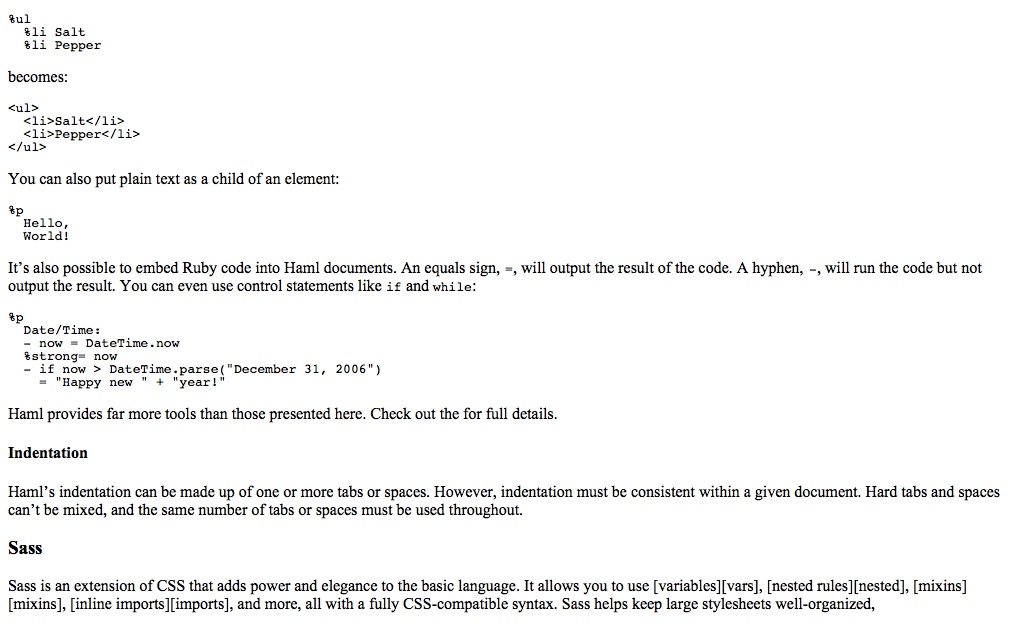 %ul
  %li Salt
  %li Pepper
becomes:
<ul>
  <li>Salt</li>
  <li>Pepper</li>
</ul>
You can also put plain text as a child of an element:
%p
  Hello,
  World!
It’s also possible to embed Ruby code into Haml documents. An equals sign, =, will output the result of the code. A hyphen, -, will run the code but not
output the result. You can even use control statements like if and while:
%p
  Date/Time:
  - now = DateTime.now
  %strong= now
  - if now > DateTime.parse("December 31, 2006")
    = "Happy new " + "year!"
Haml provides far more tools than those presented here. Check out the for full details.
Indentation
Haml’s indentation can be made up of one or more tabs or spaces. However, indentation must be consistent within a given document. Hard tabs and spaces
can’t be mixed, and the same number of tabs or spaces must be used throughout.
Sass
Sass is an extension of CSS that adds power and elegance to the basic language. It allows you to use [variables][vars], [nested rules][nested], [mixins]
[mixins], [inline imports][imports], and more, all with a fully CSS-compatible syntax. Sass helps keep large stylesheets well-organized,